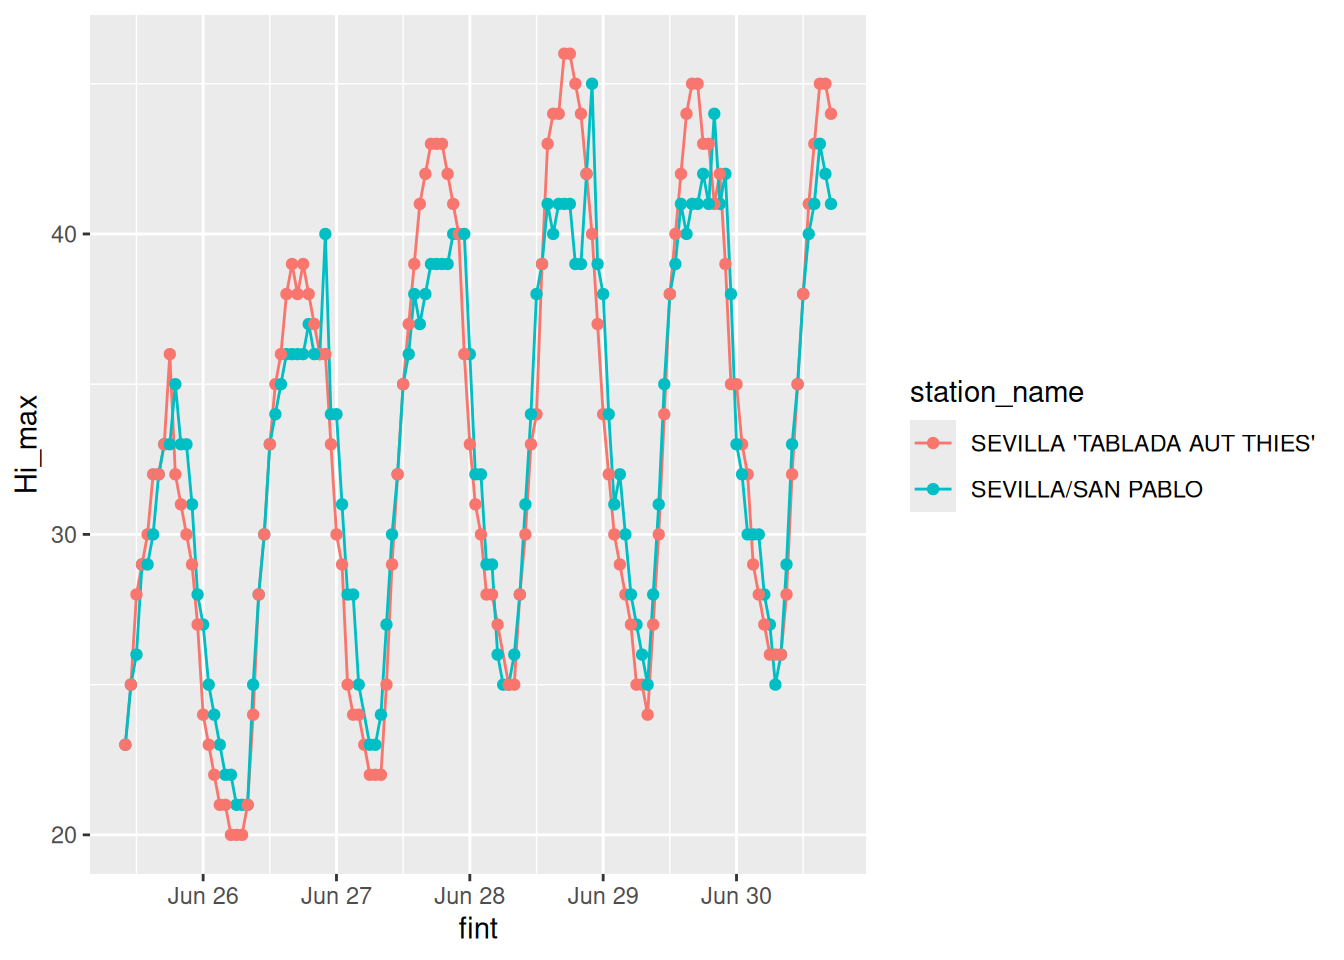 Hi_max
40
30
20
Jun 26 Jun 27 Jun 28 Jun 29 Jun 30
fint
station_name
SEVILLA 'TABLADA AUT THIES'
SEVILLA/SAN PABLO